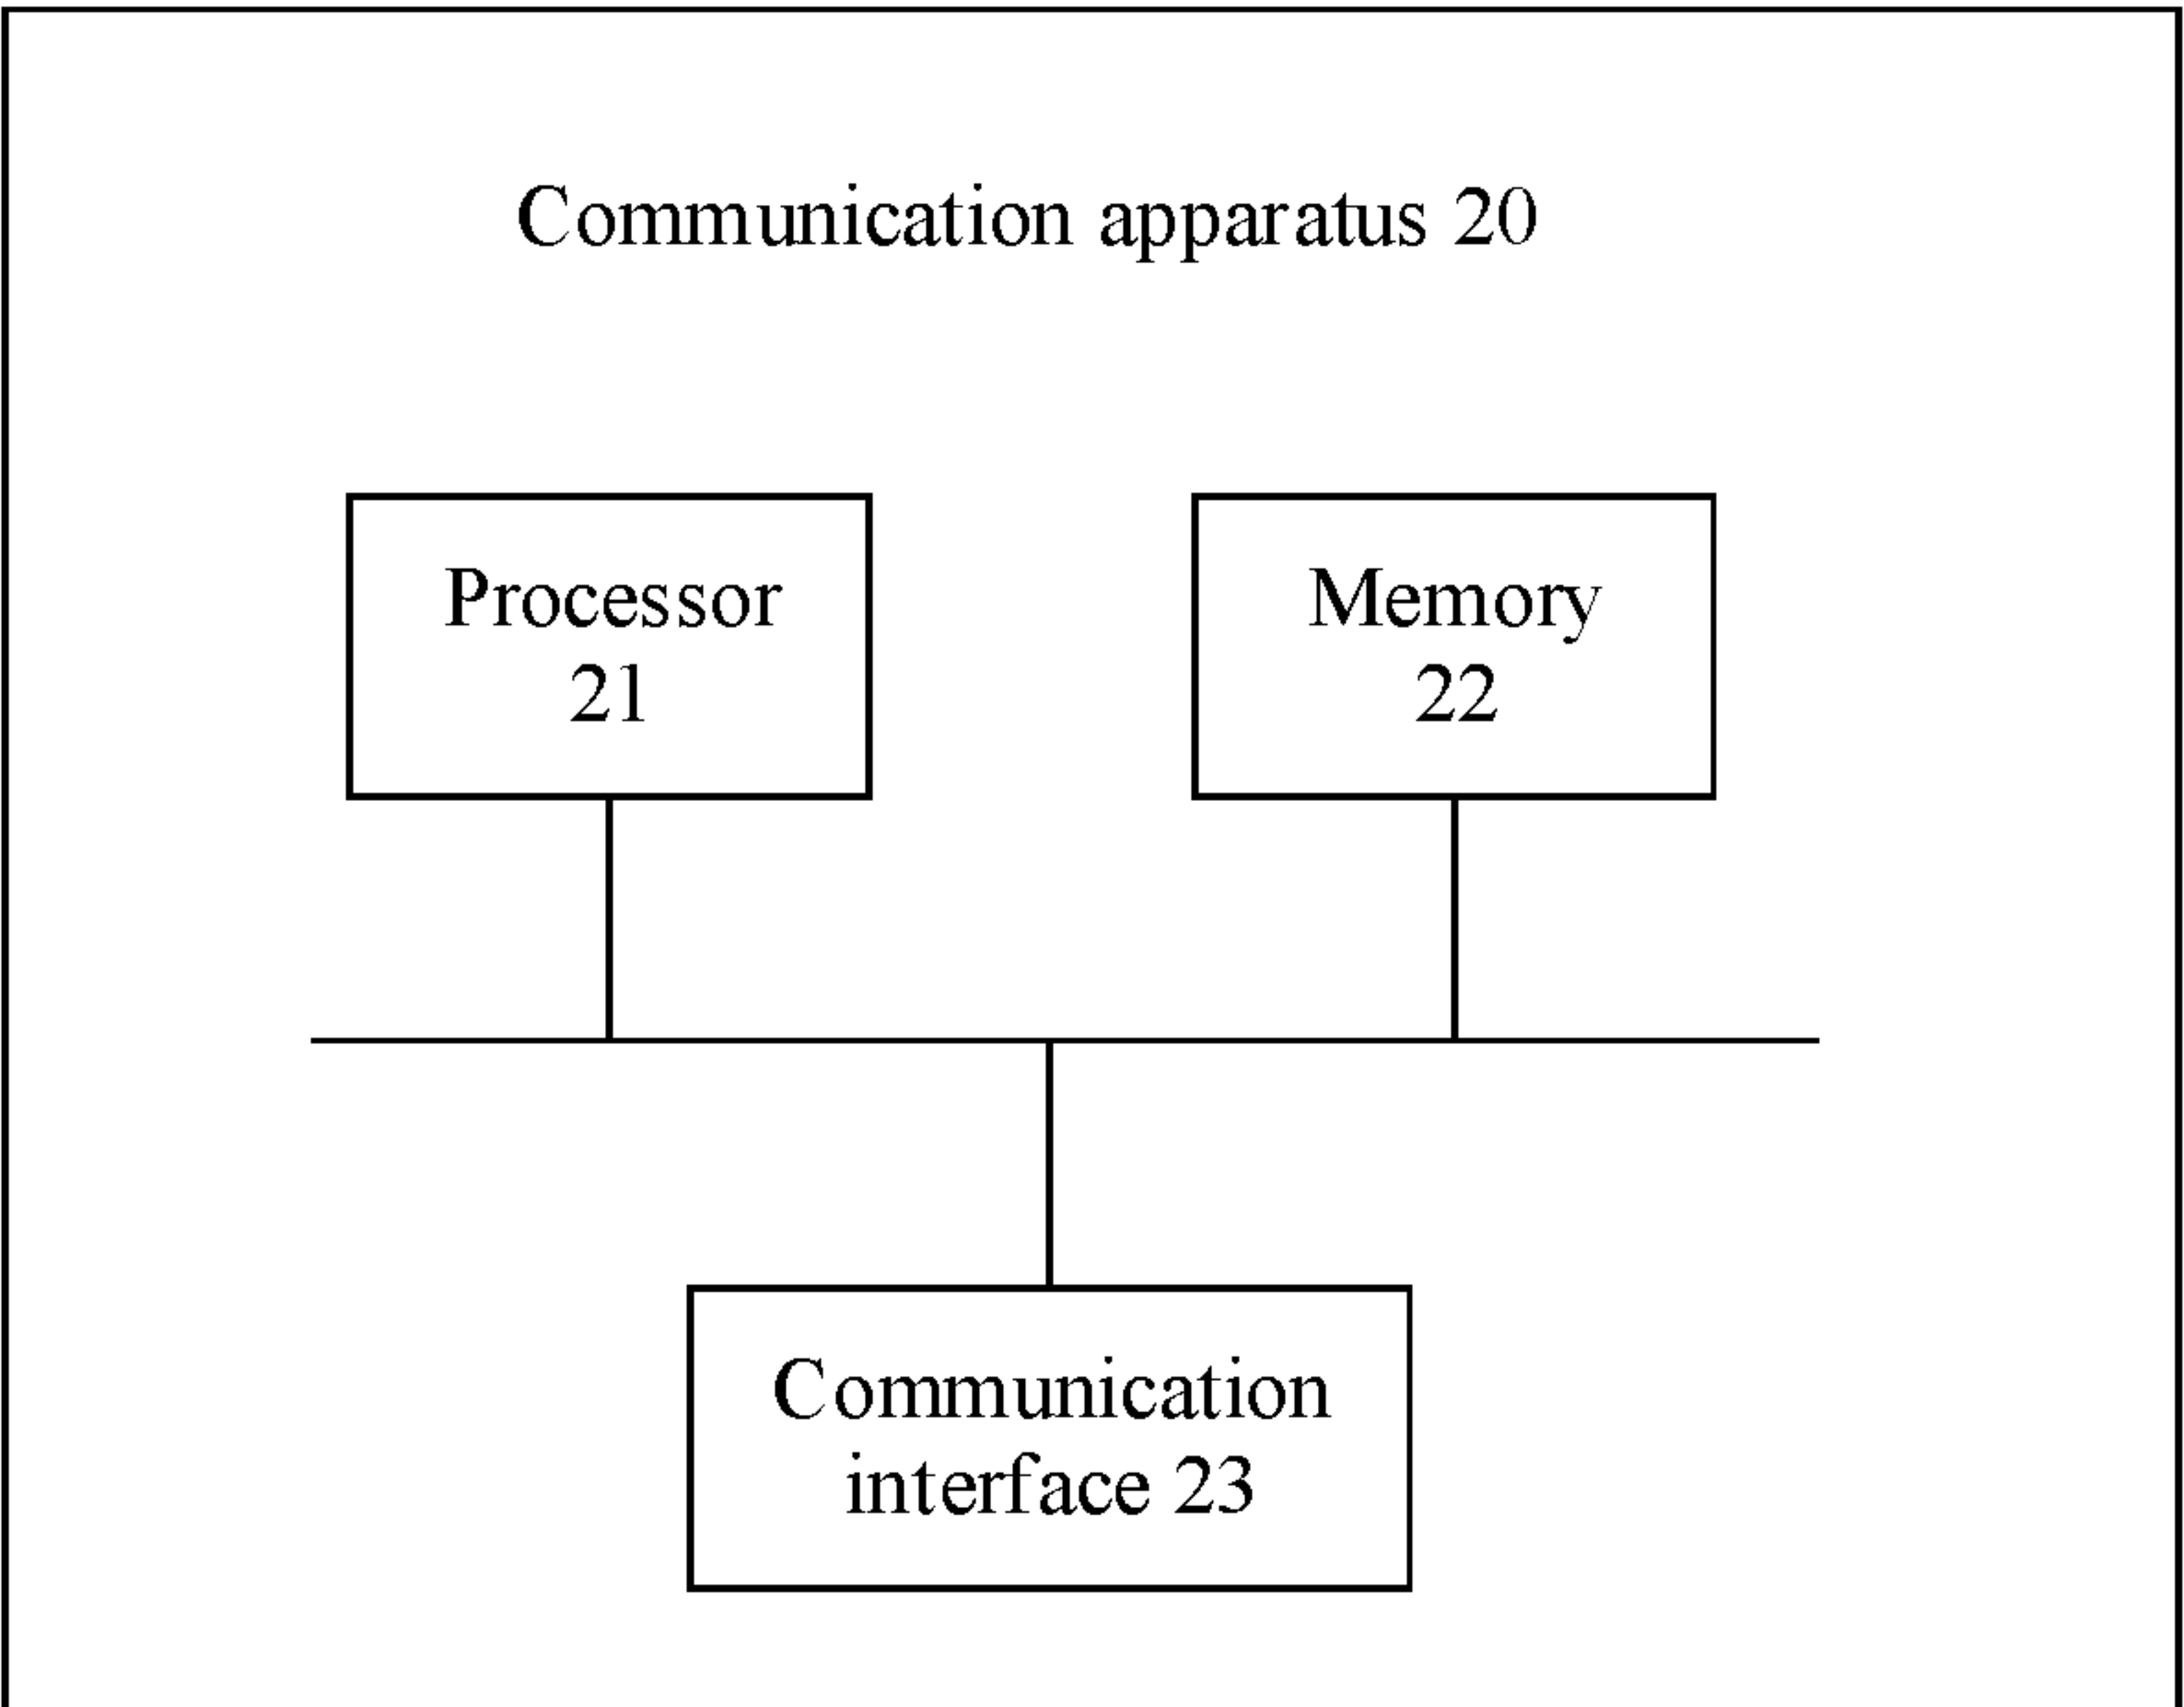 Communication apparatus 20
Processor
21
Memory
22
Communication
interface 23